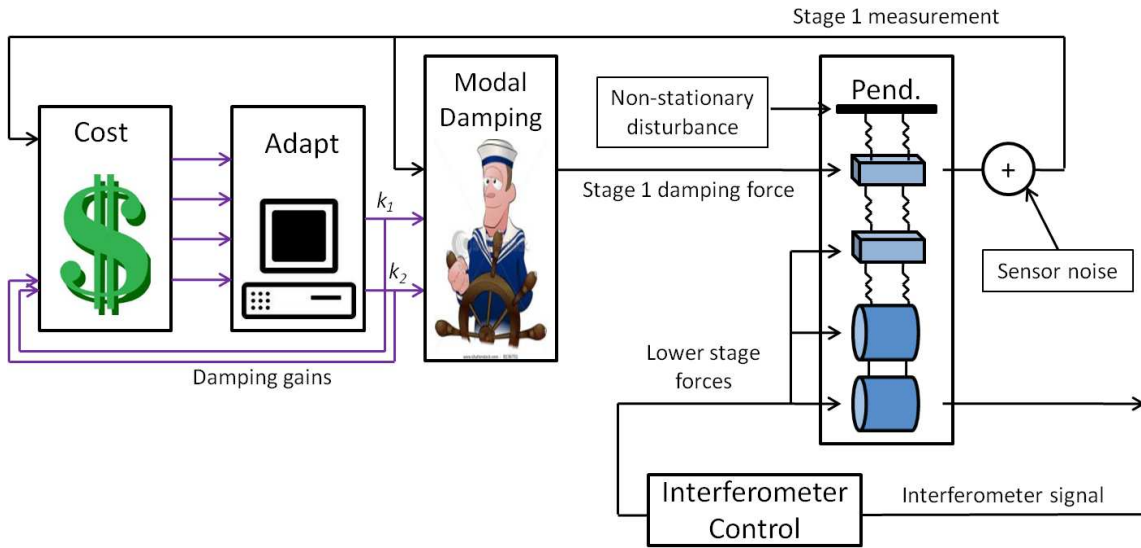 Stage 1 measurement
Cost
Adapt
Modal
Damping
Non-stationary
disturbance
Pend.
+
k1
k2
Stage 1 damping force
Sensor noise
Damping gains
Lower stage
forces
Interferometer
Control
Interferometer signal